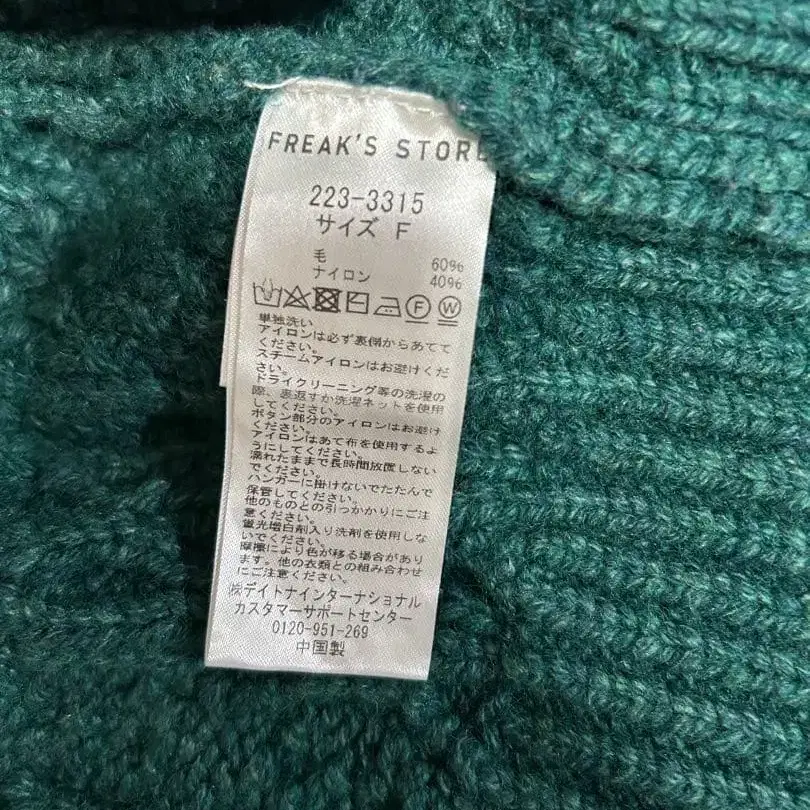 FREAK'S STORE
223-3315
サイズ F
毛 60%
ナイロン 40%
F W
単独洗い
アイロンは必ず裏側からあてて
ください。
スチームアイロンはお避けくだ
さい。
ドライクリーニング等の洗濯の
際、裏返すか洗濯ネットを使用
してください。
ボタン部分のアイロンはお避け
ください。
アイロンはあて布を使用するよ
うにしてください。
濡れたままで長時間放置しない
でください。
ハンガーに掛けないでたたんで
保管してください。
他のものとの引っかかりにご注
意ください。
蛍光増白剤入り洗剤を使用しな
いでください。
摩擦により色が移る場合があり
ます。他の衣類との組み合わせ
にご注意ください。
㈱デイトナインターナショナル
カスタマーサポートセンター
0120-951-269
中国製